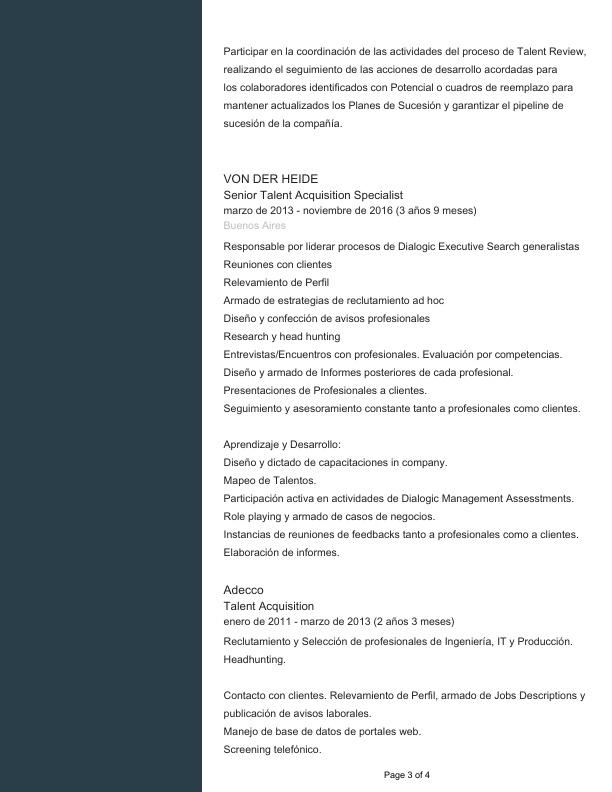 Participar en la coordinación de las actividades del proceso de Talent Review,
realizando el seguimiento de las acciones de desarrollo acordadas para
los colaboradores identificados con Potencial o cuadros de reemplazo para
mantener actualizados los Planes de Sucesión y garantizar el pipeline de
sucesión de la compañía.
VON DER HEIDE
Senior Talent Acquisition Specialist
marzo de 2013 - noviembre de 2016 (3 años 9 meses)
Buenos Aires
Responsable por liderar procesos de Dialogic Executive Search generalistas
Reuniones con clientes
Relevamiento de Perfil
Armado de estrategias de reclutamiento ad hoc
Diseño y confección de avisos profesionales
Research y head hunting
Entrevistas/Encuentros con profesionales. Evaluación por competencias.
Diseño y armado de Informes posteriores de cada profesional.
Presentaciones de Profesionales a clientes.
Seguimiento y asesoramiento constante tanto a profesionales como clientes.
Aprendizaje y Desarrollo:
Diseño y dictado de capacitaciones in company.
Mapeo de Talentos.
Participación activa en actividades de Dialogic Management Assesstments.
Role playing y armado de casos de negocios.
Instancias de reuniones de feedbacks tanto a profesionales como a clientes.
Elaboración de informes.
Adecco
Talent Acquisition
enero de 2011 - marzo de 2013 (2 años 3 meses)
Reclutamiento y Selección de profesionales de Ingeniería, IT y Producción.
Headhunting.
Contacto con clientes. Relevamiento de Perfil, armado de Jobs Descriptions y
publicación de avisos laborales.
Manejo de base de datos de portales web.
Screening telefónico.
Page 3 of 4